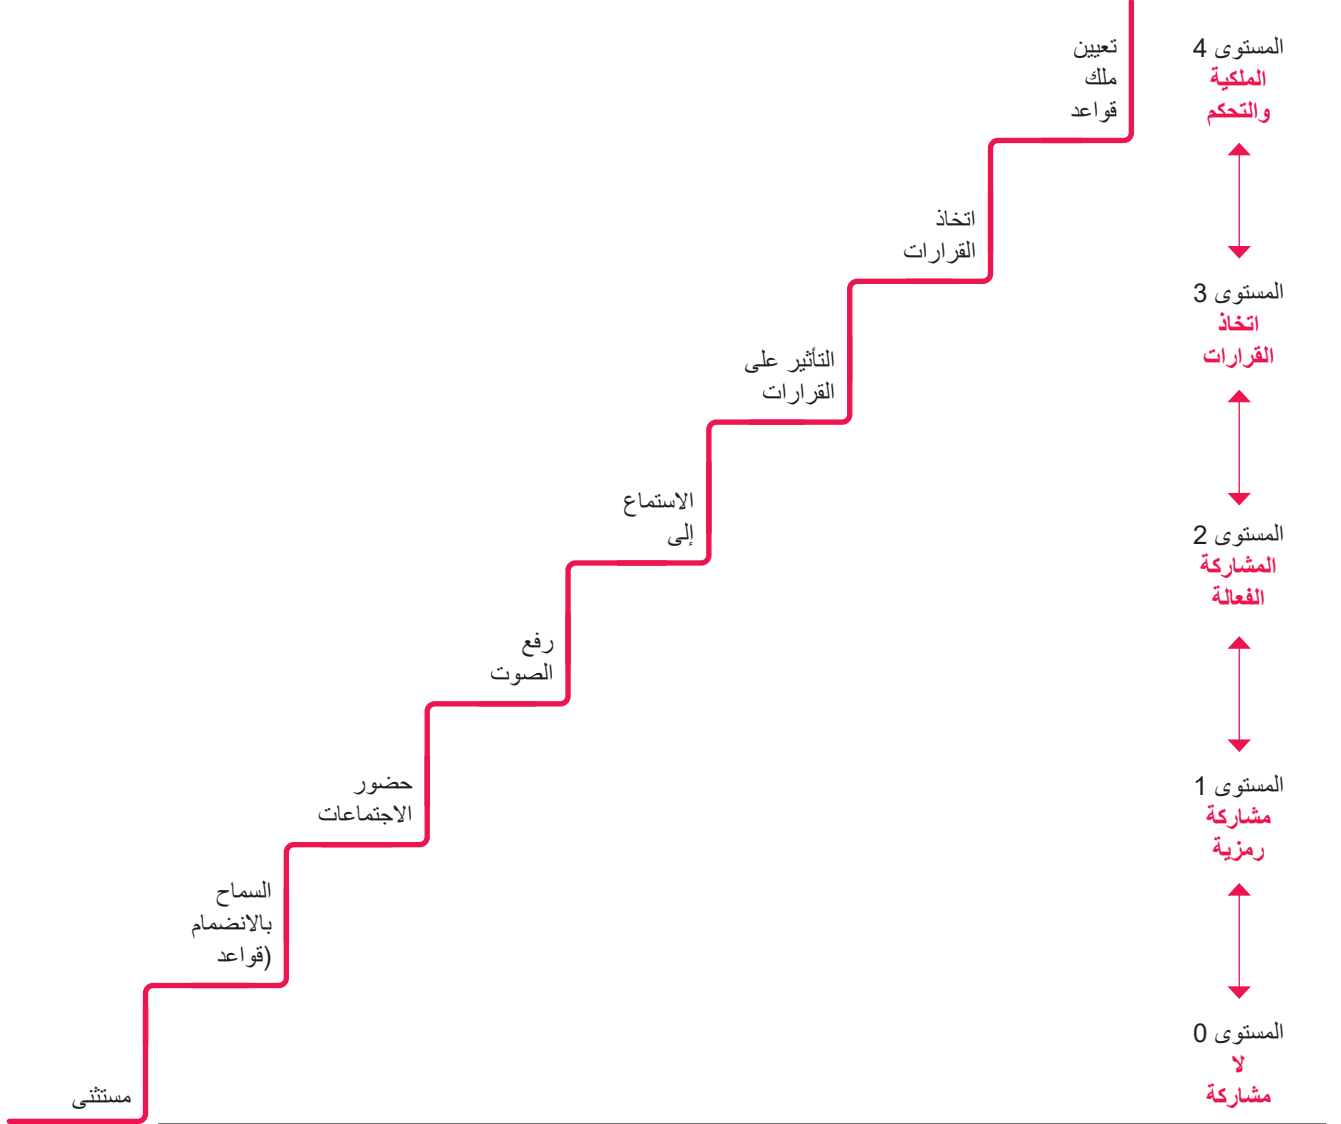 تعيين
ملك
قواعد
اتخاذ
القرارات
التأثير على
القرارات
الاستماع
إلى
رفع
الصوت
حضور
الاجتماعات
السماح
بالانضمام
(قواعد
مستثنى
المستوى 4
الملكية
والتحكم
المستوى 3
اتخاذ
القرارات
المستوى 2
المشاركة
الفعالة
المستوى 1
مشاركة
رمزية
المستوى 0
لا
مشاركة